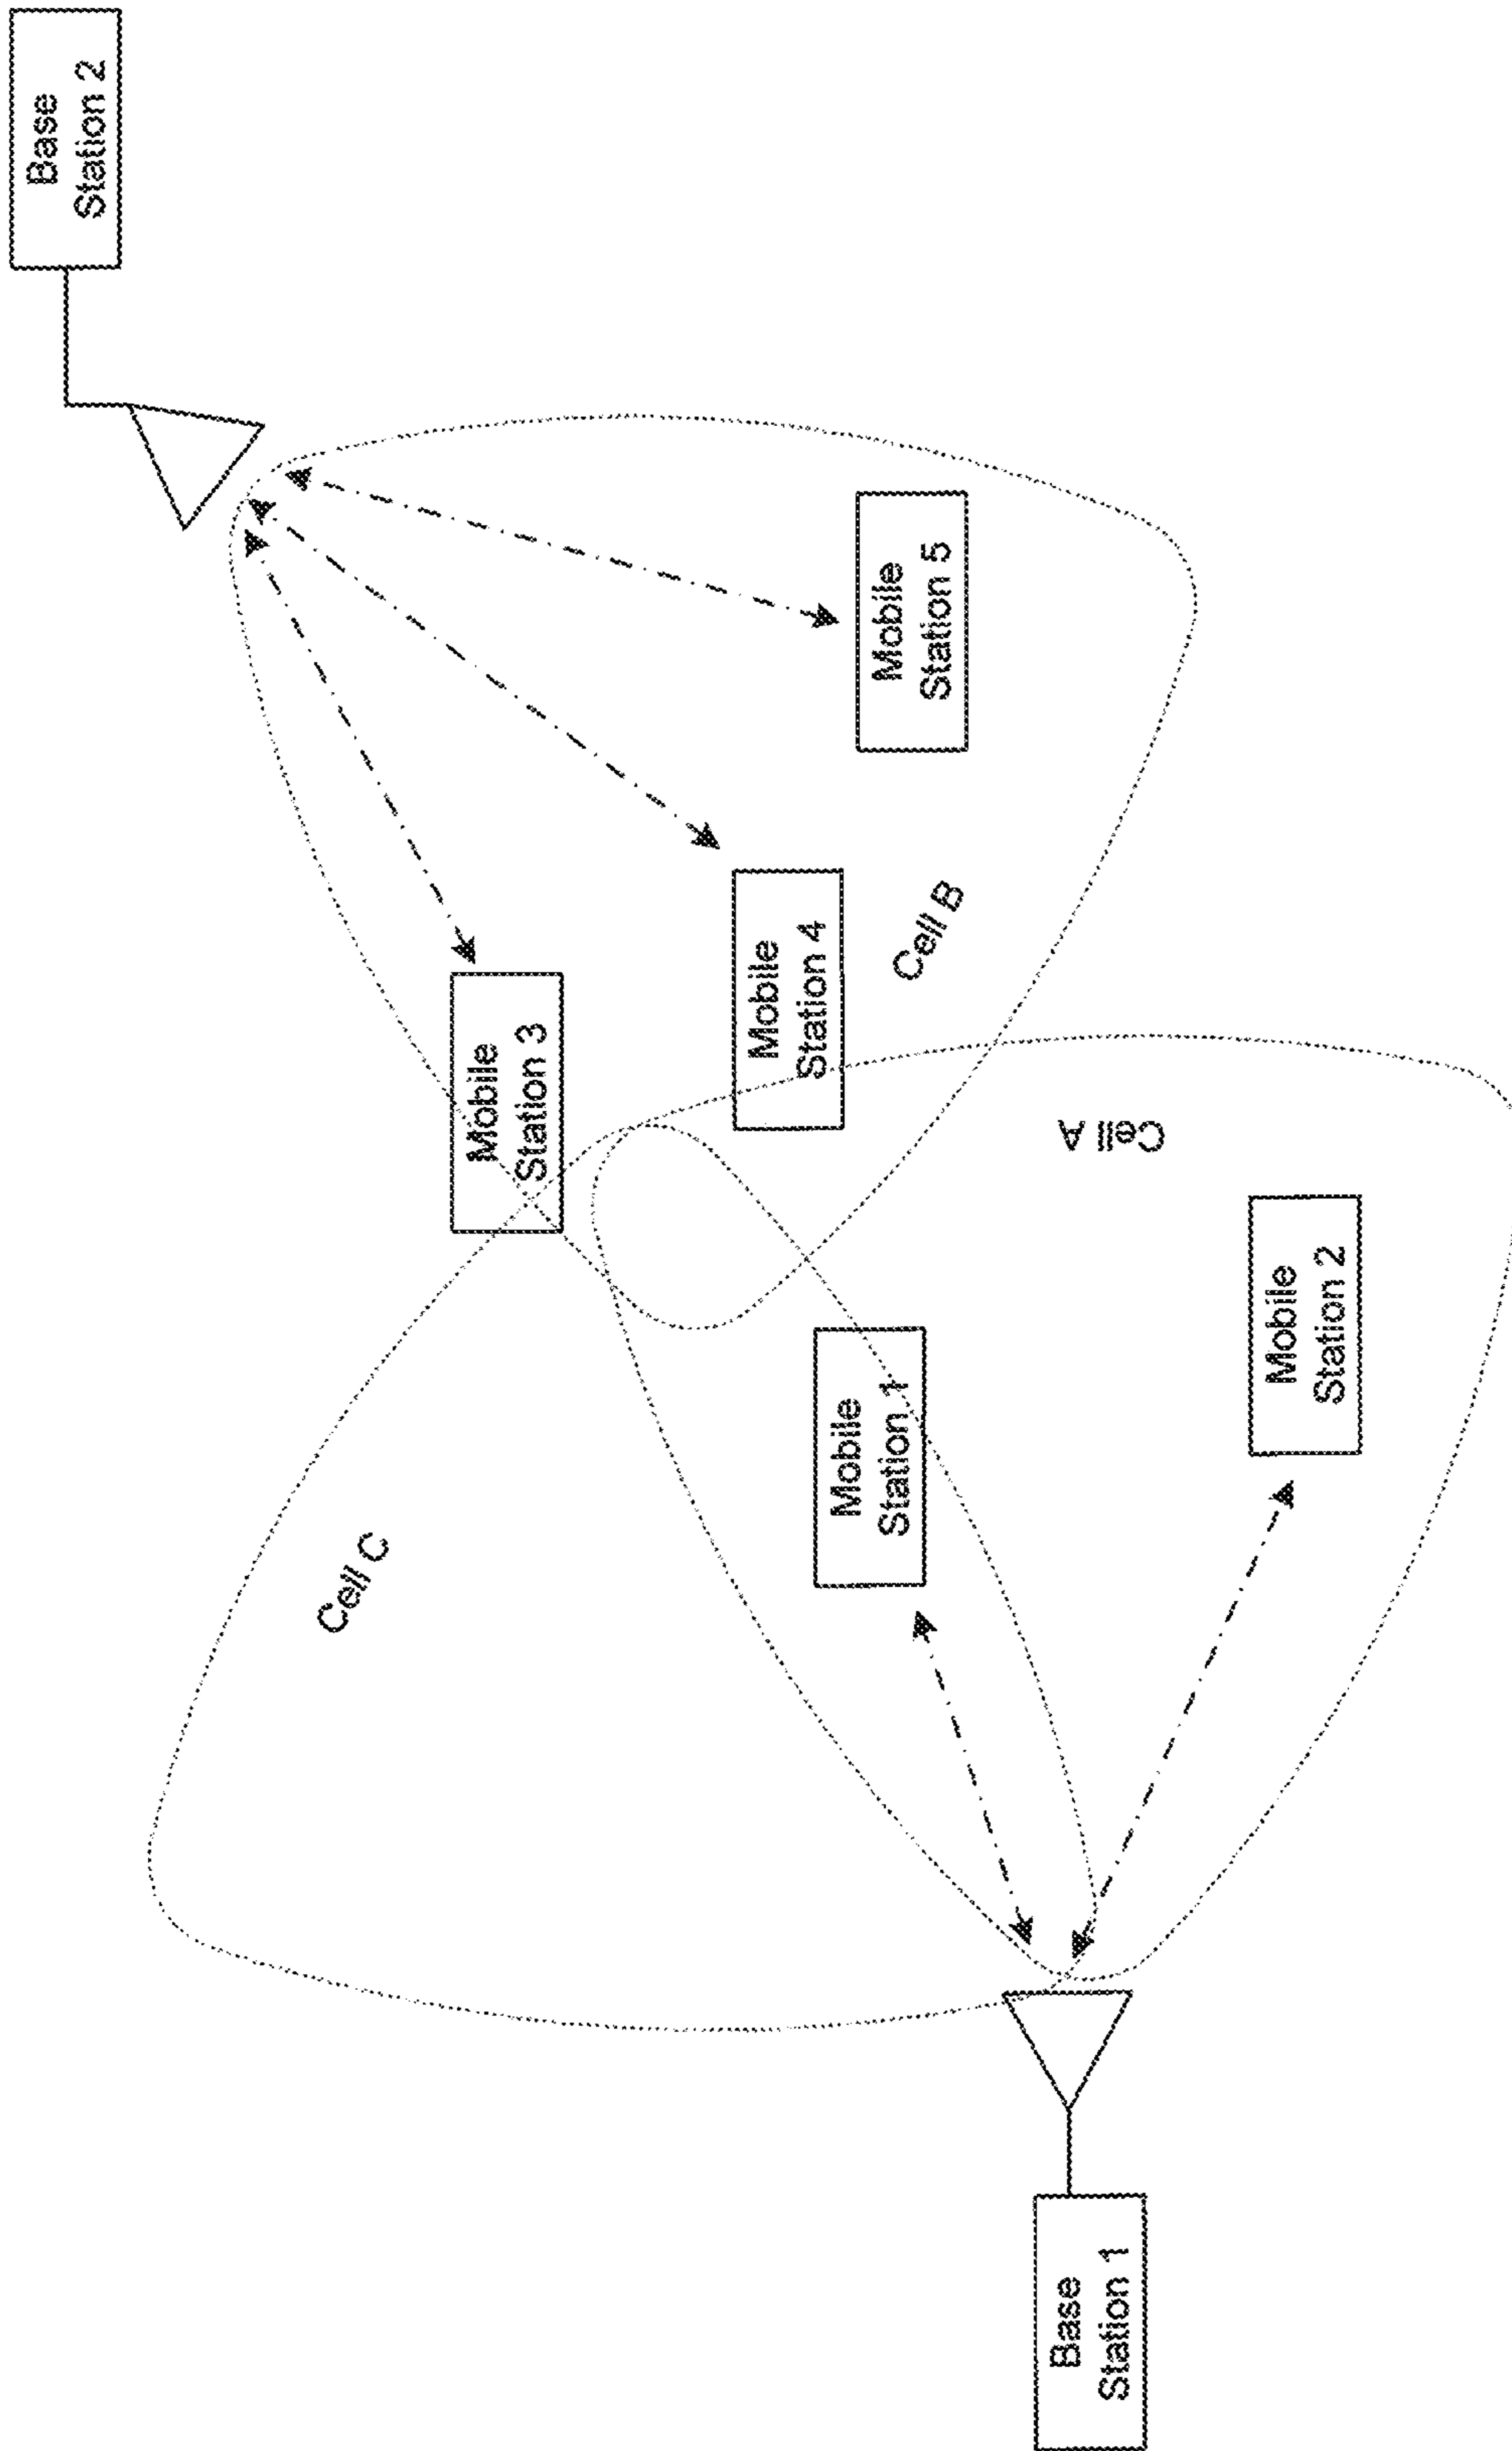 Base
Station 1
Cell C
Mobile
Station 1
Mobile
Station 2
Cell A
Mobile
Station 3
Mobile
Station 4
Cell B
Mobile
Station 5
Base
Station 2